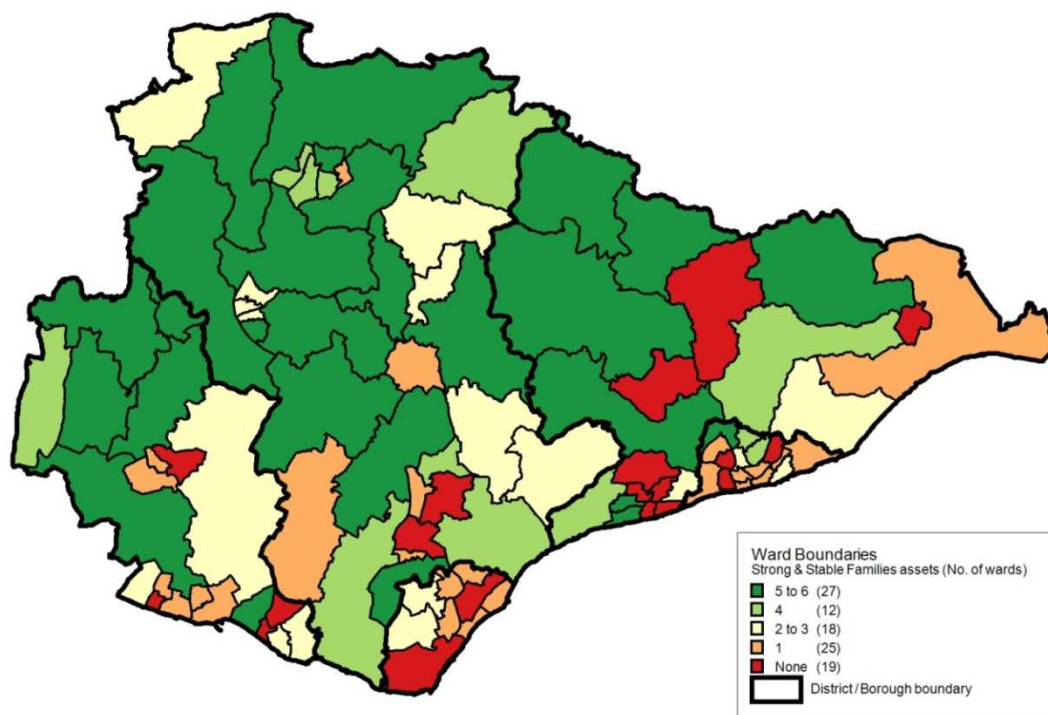 Ward Boundaries
Strong & Stable Families assets (No. of wards)
5 to 6 (27)
4 (12)
2 to 3 (18)
1 (25)
None (19)
District / Borough boundary